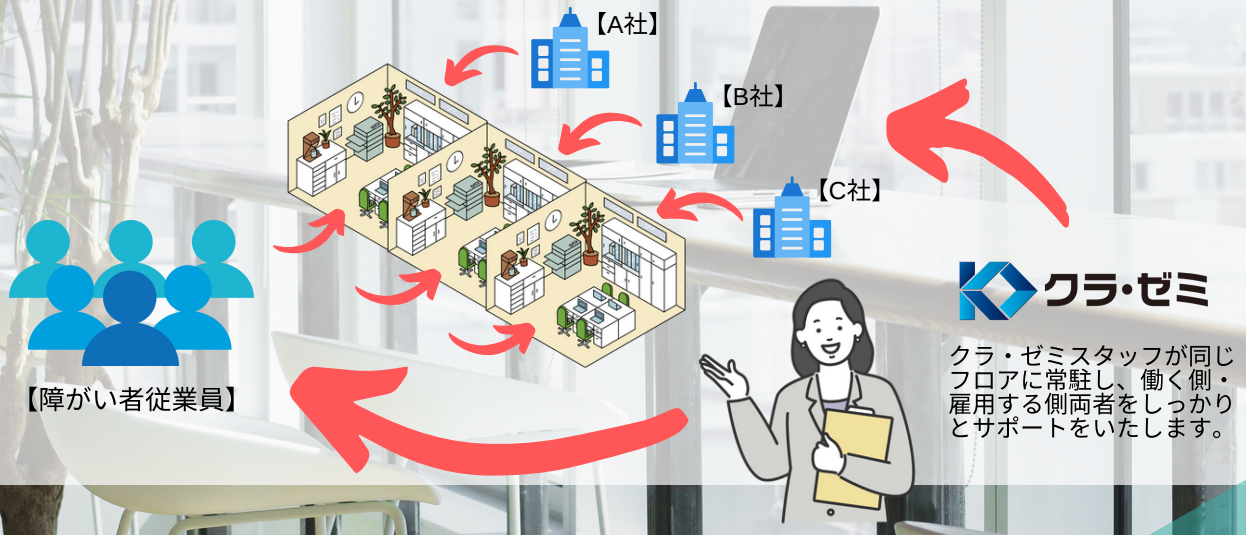 【A社】
【B社】
【C社】
クラ・ゼミ
クラ・ゼミスタッフが同じ
フロアに常駐し、働く側・
雇用する側両者をしっかり
とサポートをいたします。
【障がい者従業員】